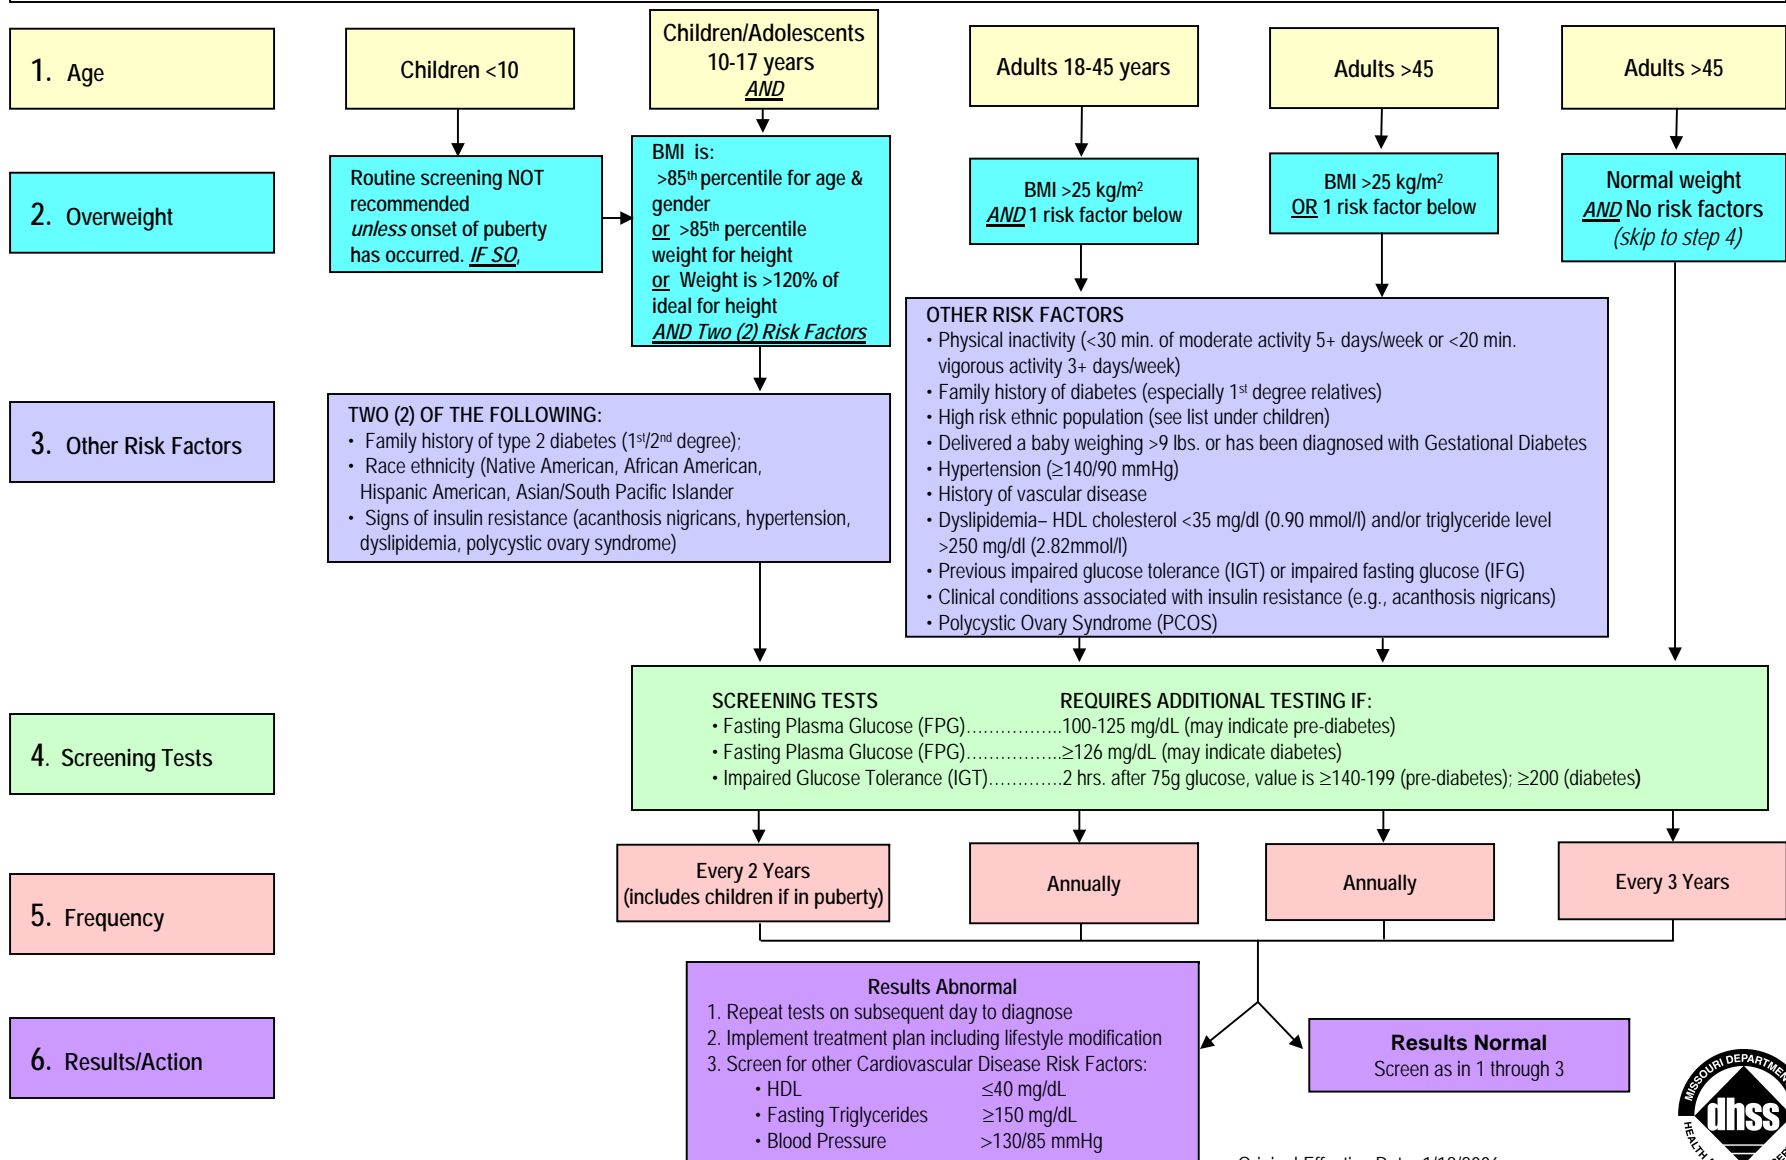 1. Age
Children <10
Children/Adolescents
10-17 years
AND
Adults 18-45 years
Adults >45
Adults >45
2. Overweight
Routine screening NOT
recommended
unless onset of puberty
has occurred. IF SO,
BMI is:
>85th percentile for age &
gender
or >85th percentile
weight for height
or Weight is >120% of
ideal for height
AND Two (2) Risk Factors
BMI >25 kg/m²
AND 1 risk factor below
BMI >25 kg/m²
OR 1 risk factor below
Normal weight
AND No risk factors
(skip to step 4)
3. Other Risk Factors
TWO (2) OF THE FOLLOWING:
• Family history of type 2 diabetes (1st/2nd degree);
• Race ethnicity (Native American, African American,
Hispanic American, Asian/South Pacific Islander
• Signs of insulin resistance (acanthosis nigricans, hypertension,
dyslipidemia, polycystic ovary syndrome)
OTHER RISK FACTORS
• Physical inactivity (<30 min. of moderate activity 5+ days/week or <20 min.
vigorous activity 3+ days/week)
• Family history of diabetes (especially 1st degree relatives)
• High risk ethnic population (see list under children)
• Delivered a baby weighing >9 lbs. or has been diagnosed with Gestational Diabetes
• Hypertension (≥140/90 mmHg)
• History of vascular disease
• Dyslipidemia– HDL cholesterol <35 mg/dl (0.90 mmol/l) and/or triglyceride level
>250 mg/dl (2.82mmol/l)
• Previous impaired glucose tolerance (IGT) or impaired fasting glucose (IFG)
• Clinical conditions associated with insulin resistance (e.g., acanthosis nigricans)
• Polycystic Ovary Syndrome (PCOS)
4. Screening Tests
SCREENING TESTS REQUIRES ADDITIONAL TESTING IF:
• Fasting Plasma Glucose (FPG)……………..100-125 mg/dL (may indicate pre-diabetes)
• Fasting Plasma Glucose (FPG)……………..≥126 mg/dL (may indicate diabetes)
• Impaired Glucose Tolerance (IGT)………….2 hrs. after 75g glucose, value is ≥140-199 (pre-diabetes); ≥200 (diabetes)
5. Frequency
Every 2 Years
(includes children if in puberty)
Annually
Annually
Every 3 Years
6. Results/Action
Results Abnormal
1. Repeat tests on subsequent day to diagnose
2. Implement treatment plan including lifestyle modification
3. Screen for other Cardiovascular Disease Risk Factors:
• HDL ≤40 mg/dL
• Fasting Triglycerides ≥150 mg/dL
• Blood Pressure >130/85 mmHg
Results Normal
Screen as in 1 through 3
MISSOURI DEPARTMEN
dhss
HEALTH